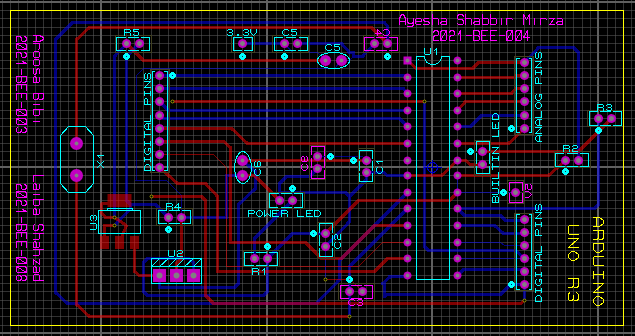 Ayesha Shabbir Mirza
2021 BEE 004
R5
3.3V
C5
C4
C5
U1
Aroosa Bibi
2021-BEE-003
DIGITAL PINS
ANALOG PINS
R3
X1
C6
C1
BUILTIN LED
R2
Laiba Shahzad
2021-BEE-008
U3
R4
POWER LED
C2
U2
R1
C3
DIGITAL PINS
ARDUINO
UNO R3